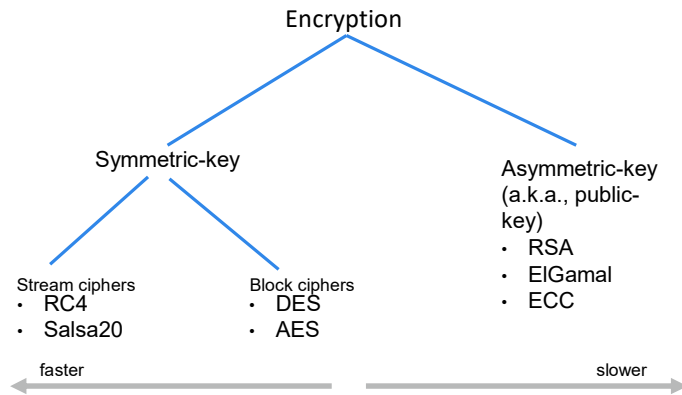 Encryption
Symmetric-key
Asymmetric-key
(a.k.a., public-
key)
• RSA
• ElGamal
• ECC
Stream ciphers
• RC4
• Salsa20
Block ciphers
• DES
• AES
faster
slower